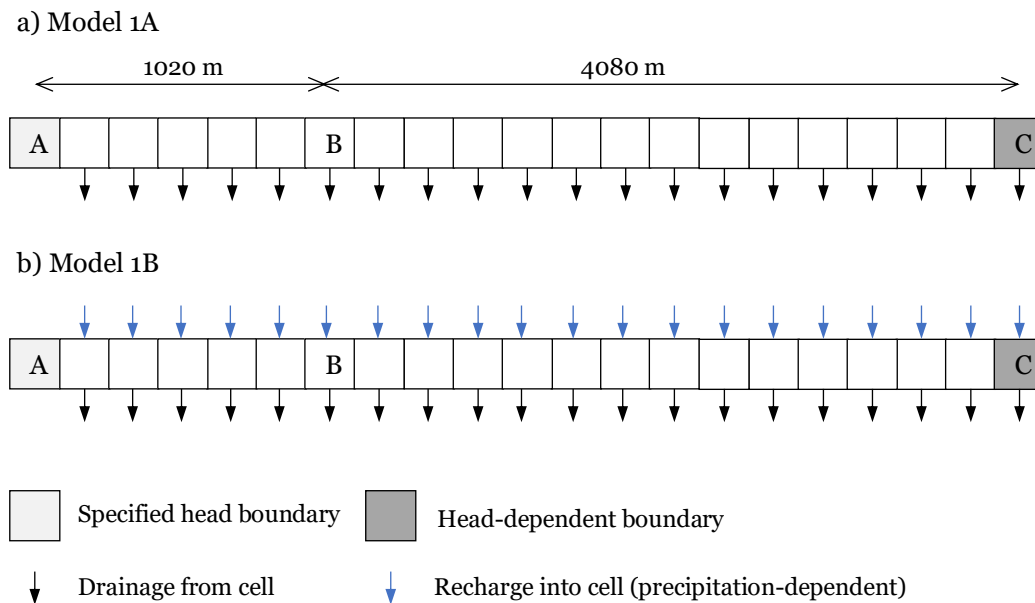 a) Model 1A
1020 m 4080 m
A B C
b) Model 1B
A B C
Specified head boundary Head-dependent boundary
Drainage from cell Recharge into cell (precipitation-dependent)